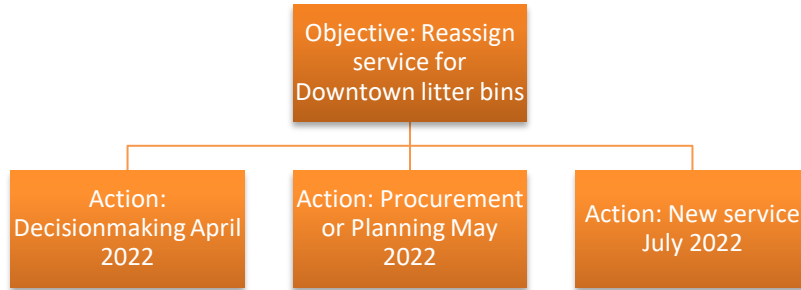 Objective: Reassign
service for
Downtown litter bins
Action:
Decisionmaking April
2022
Action: Procurement
or Planning May
2022
Action: New service
July 2022